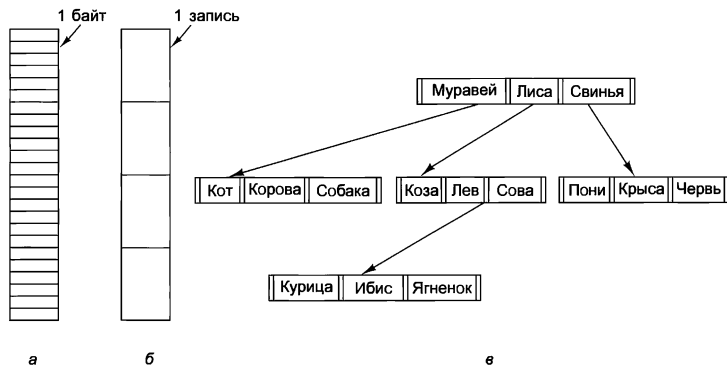 1 байт
1 запись
Муравей Лиса Свинья
Кот Корова Собака
Коза Лев Сова
Пони Крыса Червь
Курица Ибис Ягненок
а
б
в